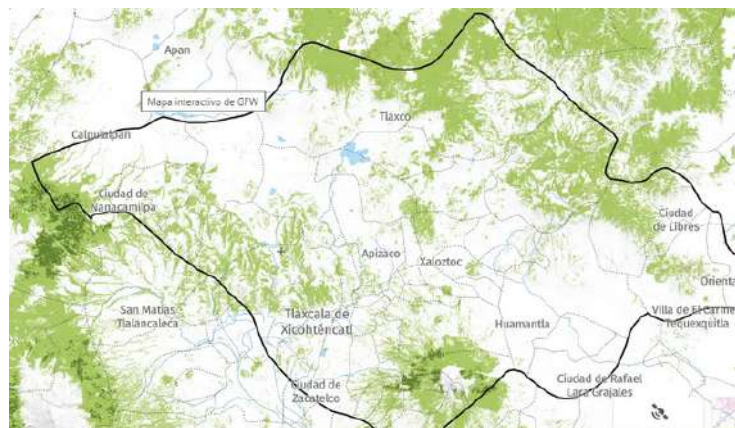 Apan
Mapa interactivo de GFW
Tlaxco
Calpulalpan
Ciudad de
Nanacamilpa
Ciudad
de Libres
Apizaco
Xaloztoc
Orienta
San Matías
Tlalancaleca
Tlaxcala de
Xicohténcatl
Huamantla
Villa de El Carmen
Tequexquitla
Ciudad de
Zacatelco
Ciudad de Rafael
Lara Grajales